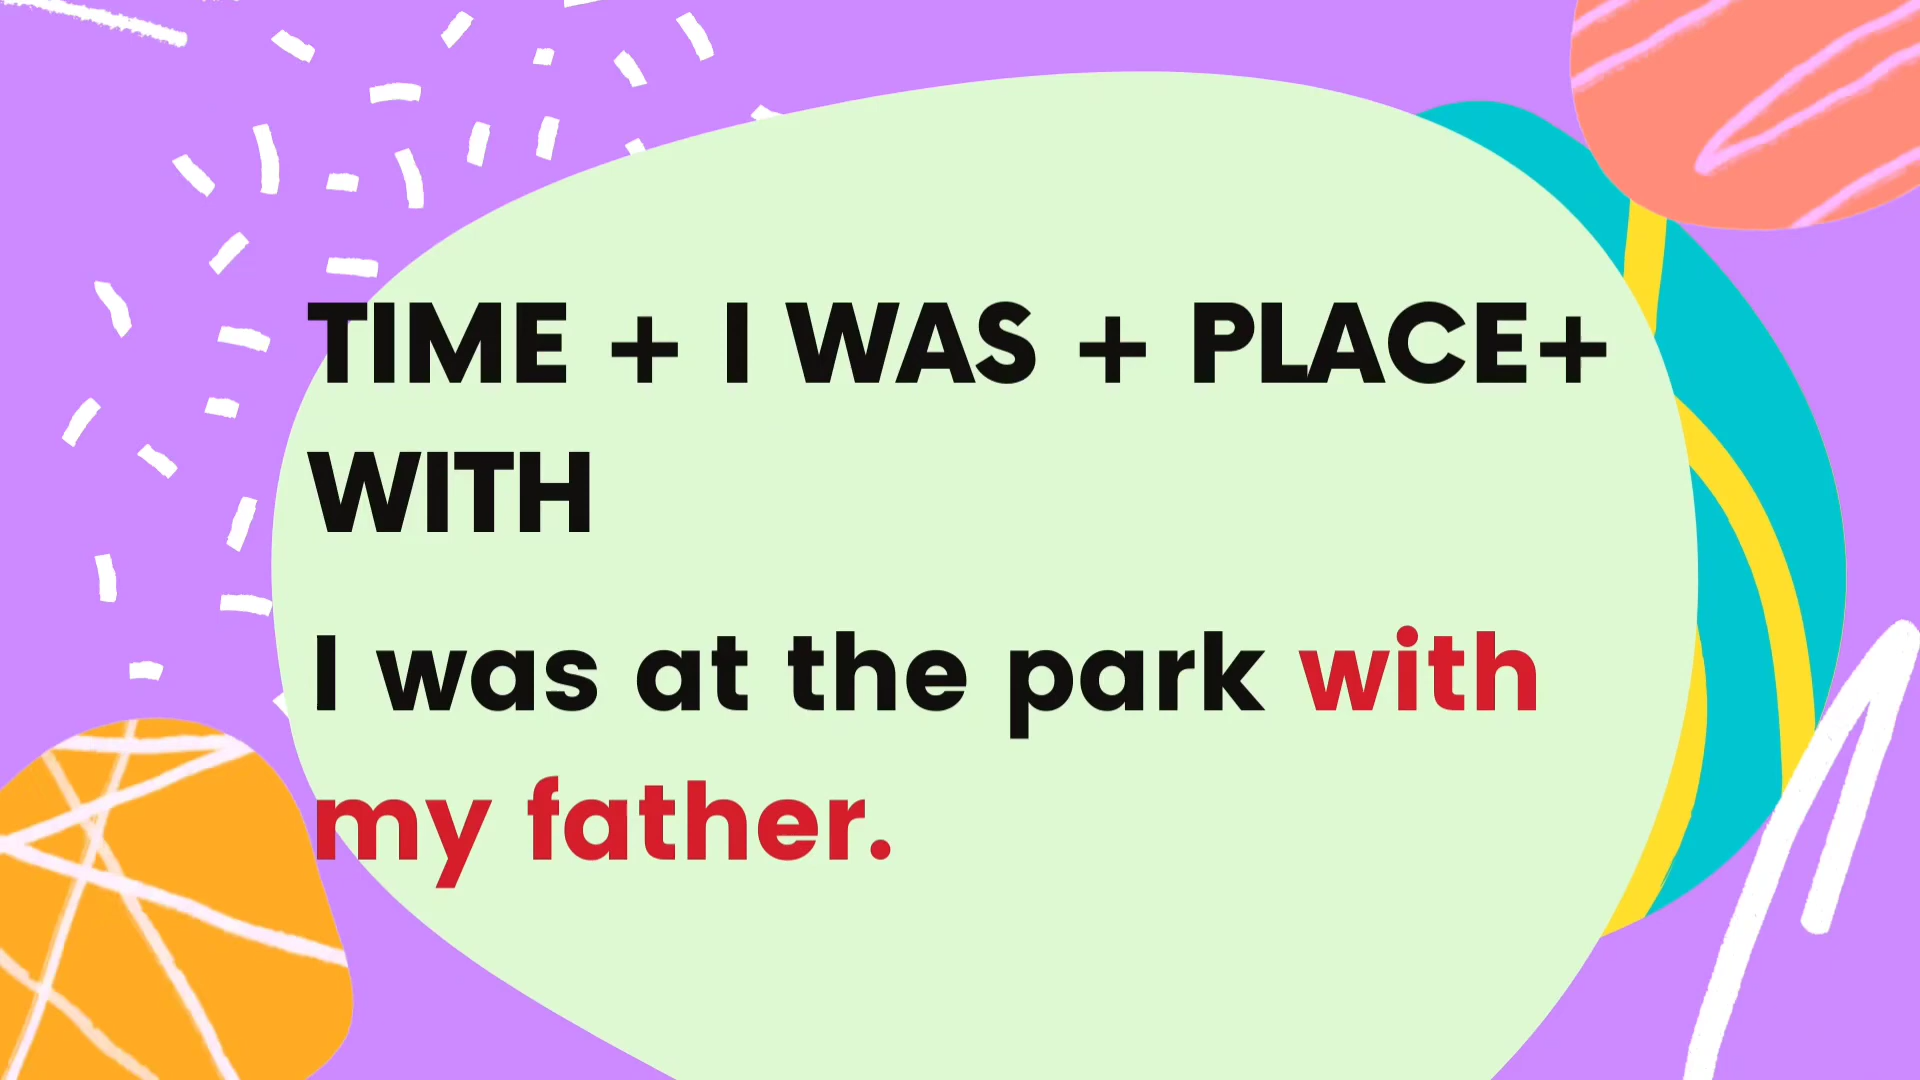 TIME + I WAS + PLACE+
WITH
I was at the park with
my father.